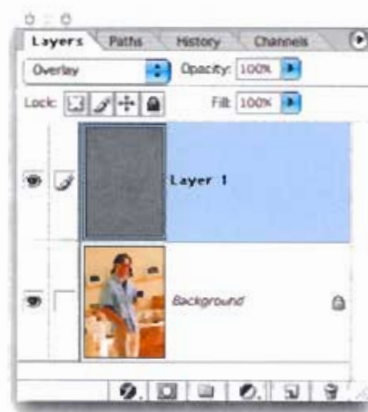 Layers Paths History Channels
Overlay Opacity: 100%
Lock: Fill: 100%
Layer 1
Background